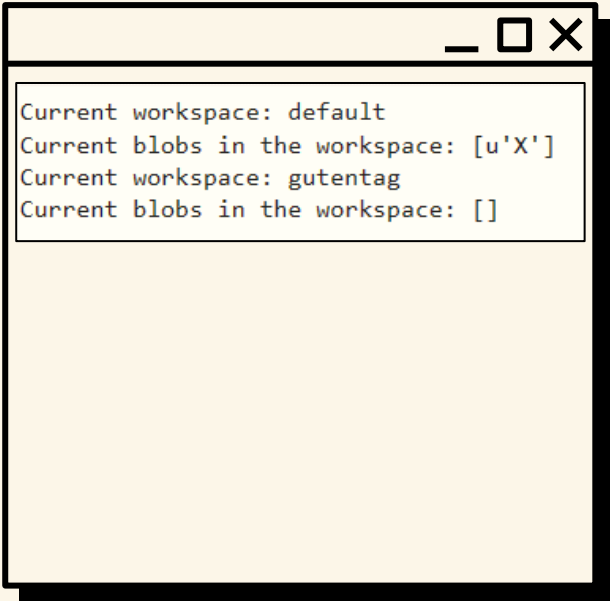 Current workspace: default
Current blobs in the workspace: [u'X']
Current workspace: gutentag
Current blobs in the workspace: []